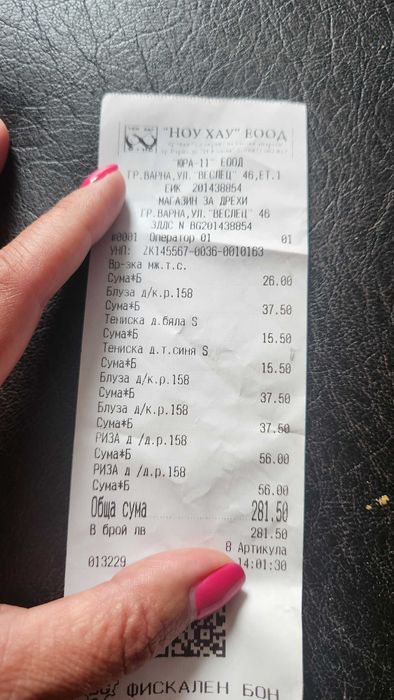 "НОУ ХАУ" ЕООД
"ЮРА-11" ЕООД
ГР.ВАРНА,УЛ."ВЕСЛЕЦ" 46,ЕТ.1
ЕИК 201438854
МАГАЗИН ЗА ДРЕХИ
ГР.ВАРНА,УЛ."ВЕСЛЕЦ" 46
ЗДДС N BG201438854
#0001 Оператор 01 01
УНП: ZK145567-0036-0010163
Вр-зка мж.т.с.
Сума*Б 26.00
Блуза д/к.р.158
Сума*Б 37.50
Тениска д.бяла S
Сума*Б 15.50
Тениска д.т.синя S
Сума*Б 15.50
Блуза д/к.р.158
Сума*Б 37.50
Блуза д/к.р.158
Сума*Б 37.50
РИЗА д /д.р.158
Сума*Б 56.00
РИЗА д /д.р.158
Сума*Б 56.00
Обща сума 281.50
В брой лв 281.50
8 Артикула
013229 14:01:30
ФИСКАЛЕН БОН